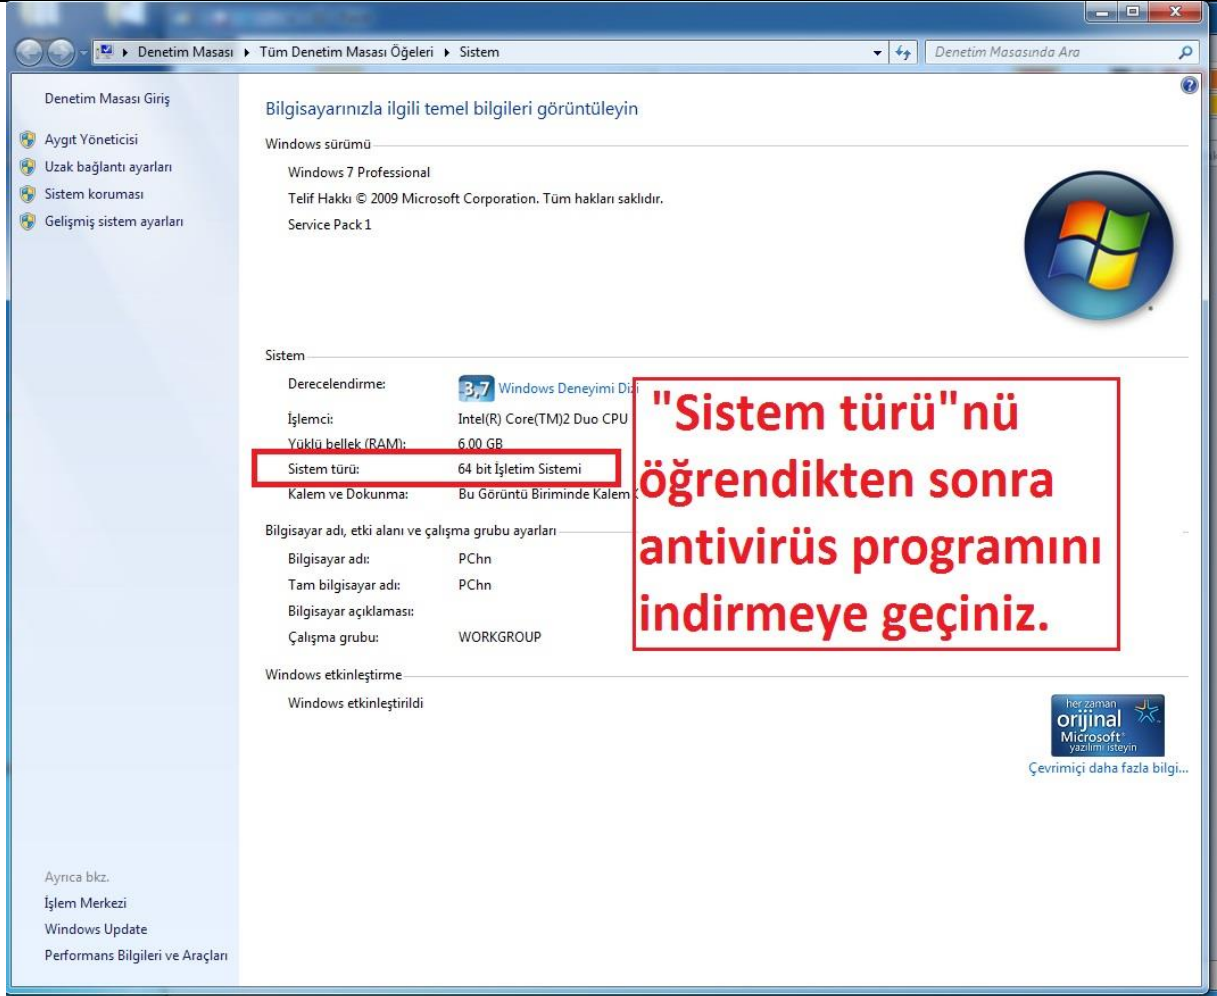 Denetim Masası ▸ Tüm Denetim Masası Öğeleri ▸ Sistem
Denetim Masasında Ara
Denetim Masası Giriş
Aygıt Yöneticisi
Uzak bağlantı ayarları
Sistem koruması
Gelişmiş sistem ayarları
Bilgisayarınızla ilgili temel bilgileri görüntüleyin
Windows sürümü
Windows 7 Professional
Telif Hakkı © 2009 Microsoft Corporation. Tüm hakları saklıdır.
Service Pack 1
Sistem
Derecelendirme: 3,7 Windows Deneyimi
İşlemci: Intel(R) Core(TM)2 Duo CPU
Yüklü bellek (RAM): 6.00 GB
Sistem türü: 64 bit İşletim Sistemi
Kalem ve Dokunma: Bu Görüntü Biriminde Kalem
"Sistem türü"nü
öğrendikten sonra
antivirüs programını
indirmeye geçiniz.
Bilgisayar adı, etki alanı ve çalışma grubu ayarları
Bilgisayar adı: PChn
Tam bilgisayar adı: PChn
Bilgisayar açıklaması:
Çalışma grubu: WORKGROUP
Windows etkinleştirme
Windows etkinleştirildi
her zaman
orijinal
Microsoft
yazılımı isteyin
Çevrimiçi daha fazla bilgi...
Ayrıca bkz.
İşlem Merkezi
Windows Update
Performans Bilgileri ve Araçları